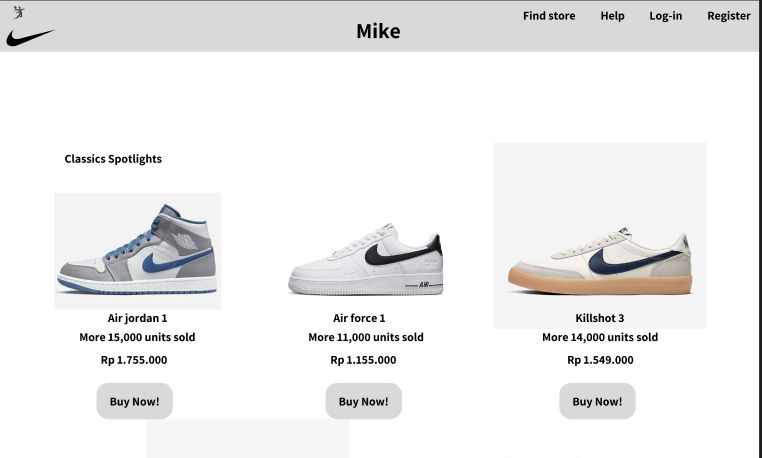 Find store Help Log-in Register
Mike
Classics Spotlights
AIR
Air jordan 1 Air force 1 Killshot 3
More 15,000 units sold More 11,000 units sold More 14,000 units sold
Rp 1.755.000 Rp 1.155.000 Rp 1.549.000
Buy Now! Buy Now! Buy Now!